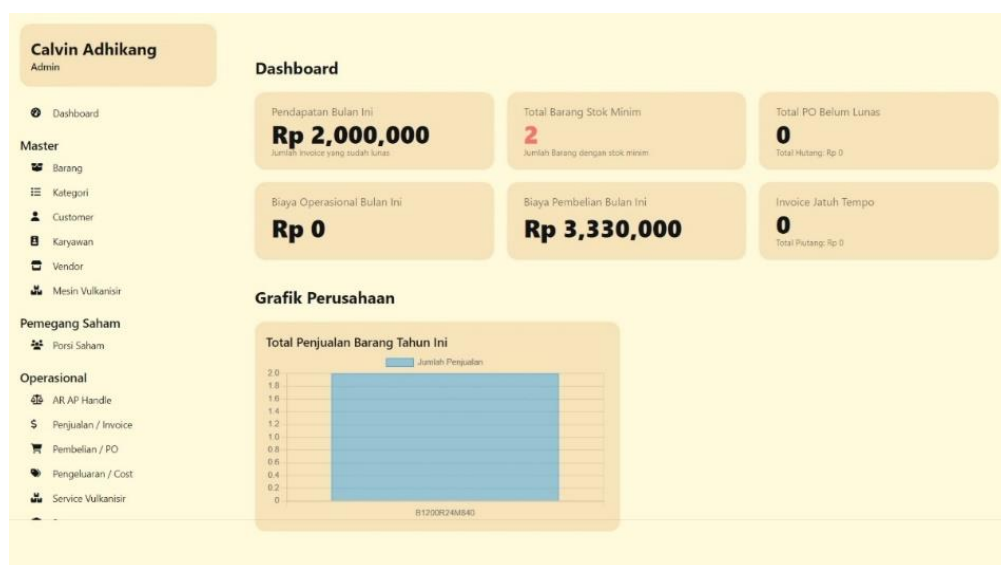 Calvin Adhikang
Admin
Dashboard
Master
Barang
Kategori
Customer
Karyawan
Vendor
Mesin Vulkanisir
Pemegang Saham
Porsi Saham
Operasional
AR AP Handle
Penjualan / Invoice
Pembelian / PO
Pengeluaran / Cost
Service Vulkanisir
Dashboard
Pendapatan Bulan Ini
Rp 2,000,000
Jumlah Invoice yang sudah lunas
Total Barang Stok Minim
2
Jumlah Barang dengan stok minim
Total PO Belum Lunas
0
Total Hutang: Rp 0
Biaya Operasional Bulan Ini
Rp 0
Biaya Pembelian Bulan Ini
Rp 3,330,000
Invoice Jatuh Tempo
0
Total Piutang: Rp 0
Grafik Perusahaan
Total Penjualan Barang Tahun Ini
Jumlah Penjualan
2.0
1.8
1.6
1.4
1.2
1.0
0.8
0.6
0.4
0.2
0
B1200R24M840